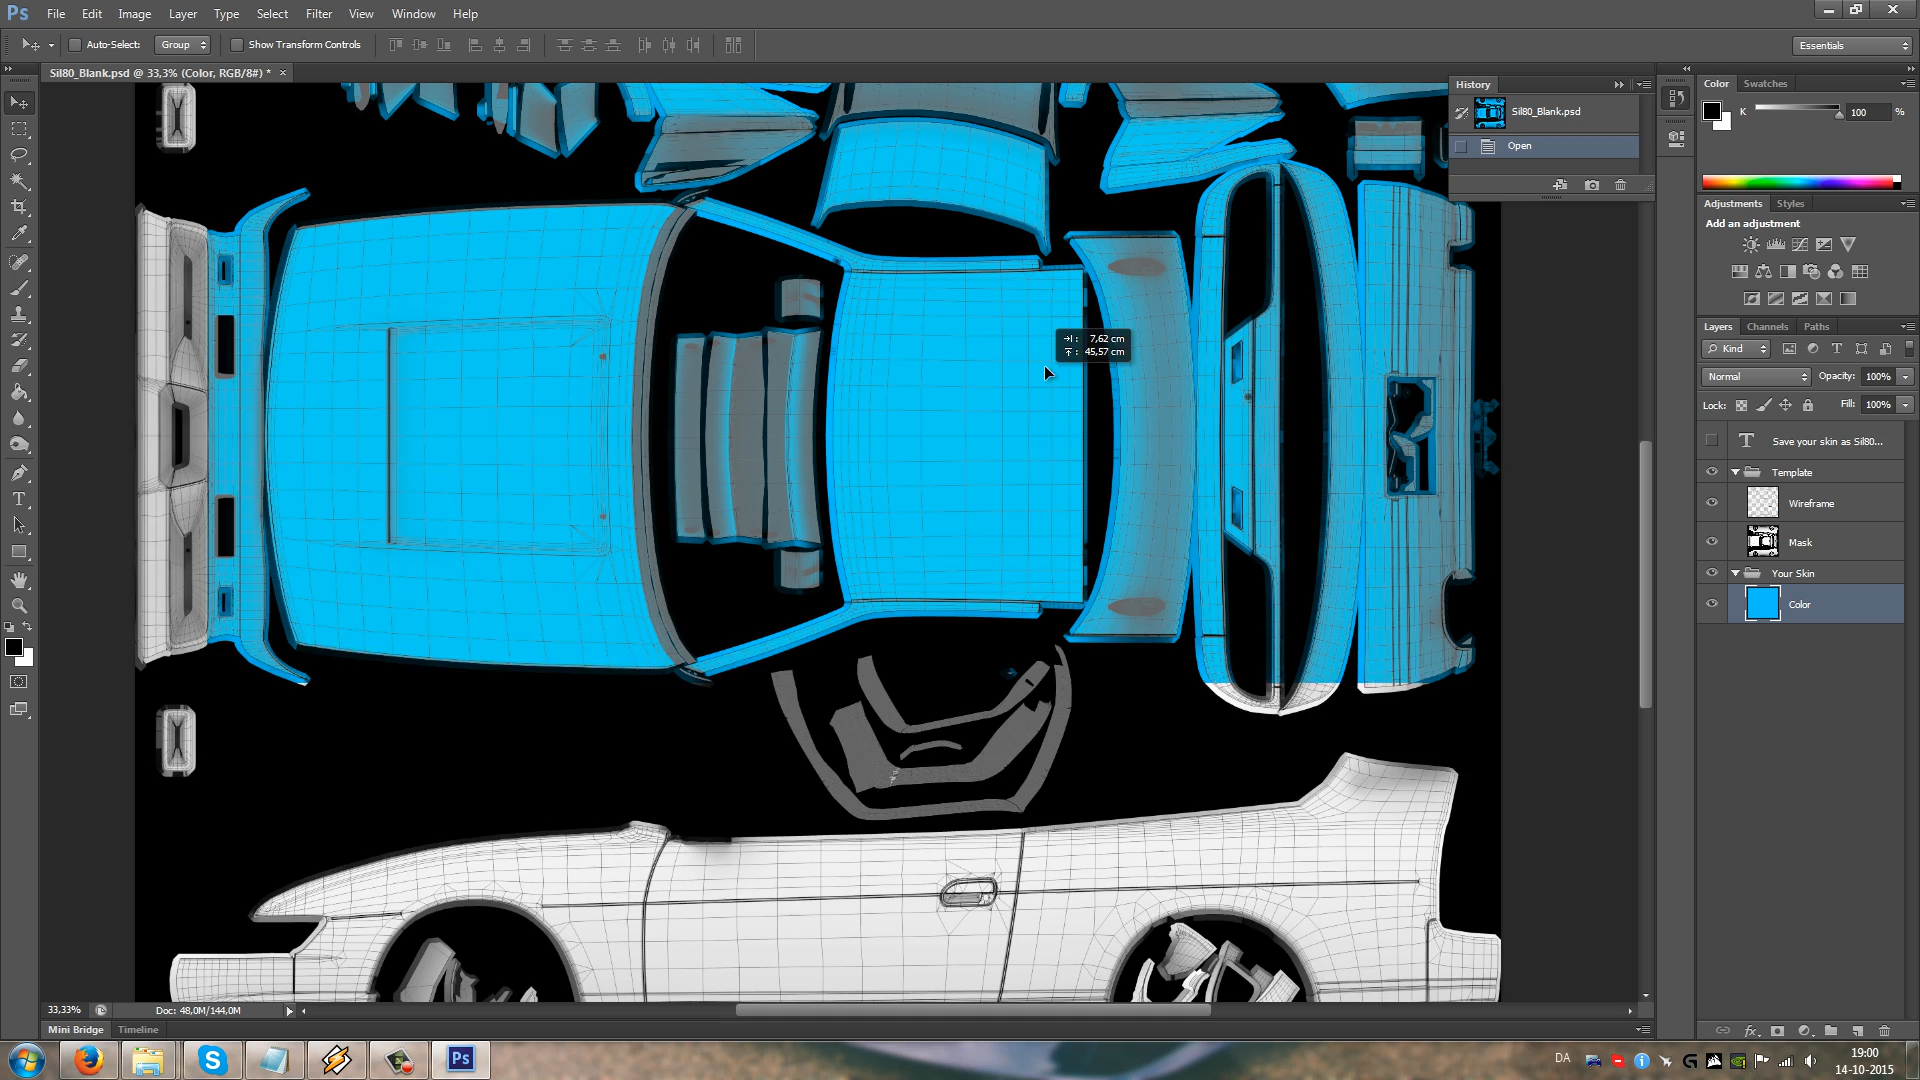 Ps File Edit Image Layer Type Select Filter View Window Help
Auto-Select: Group Show Transform Controls Essentials
Sil80_Blank.psd @ 33,3% (Color, RGB/8#) * ×
History
Sil80_Blank.psd
Open
Color Swatches
K 100 %
Adjustments Styles
Add an adjustment
Layers Channels Paths
Kind
Normal Opacity: 100%
Lock: Fill: 100%
Save your skin as Sil80...
Template
Wireframe
Mask
Your Skin
Color
7,62 cm
45,57 cm
33,33% Doc: 48,0M/144,0M
Mini Bridge Timeline
Ps
DA
19:00
14-10-2015